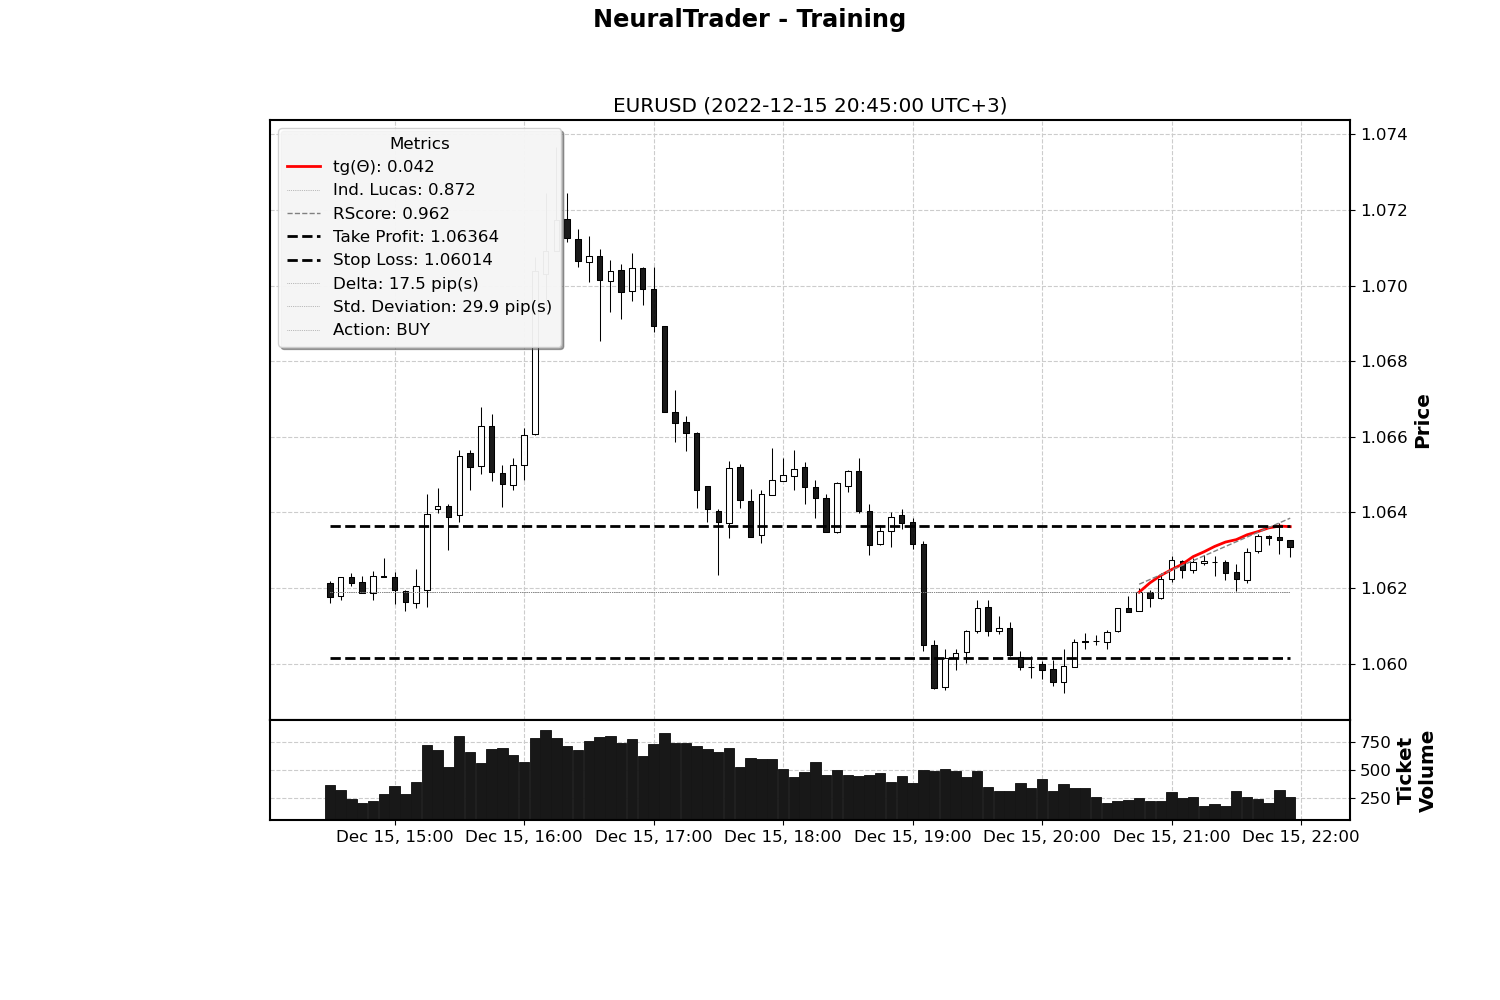 NeuralTrader - Training
EURUSD (2022-12-15 20:45:00 UTC+3)
Metrics
tg(Θ): 0.042
Ind. Lucas: 0.872
RScore: 0.962
Take Profit: 1.06364
Stop Loss: 1.06014
Delta: 17.5 pip(s)
Std. Deviation: 29.9 pip(s)
Action: BUY
1.074
1.072
1.070
1.068
1.066
1.064
1.062
1.060
Price
750
500
250
Ticket
Volume
Dec 15, 15:00
Dec 15, 16:00
Dec 15, 17:00
Dec 15, 18:00
Dec 15, 19:00
Dec 15, 20:00
Dec 15, 21:00
Dec 15, 22:00